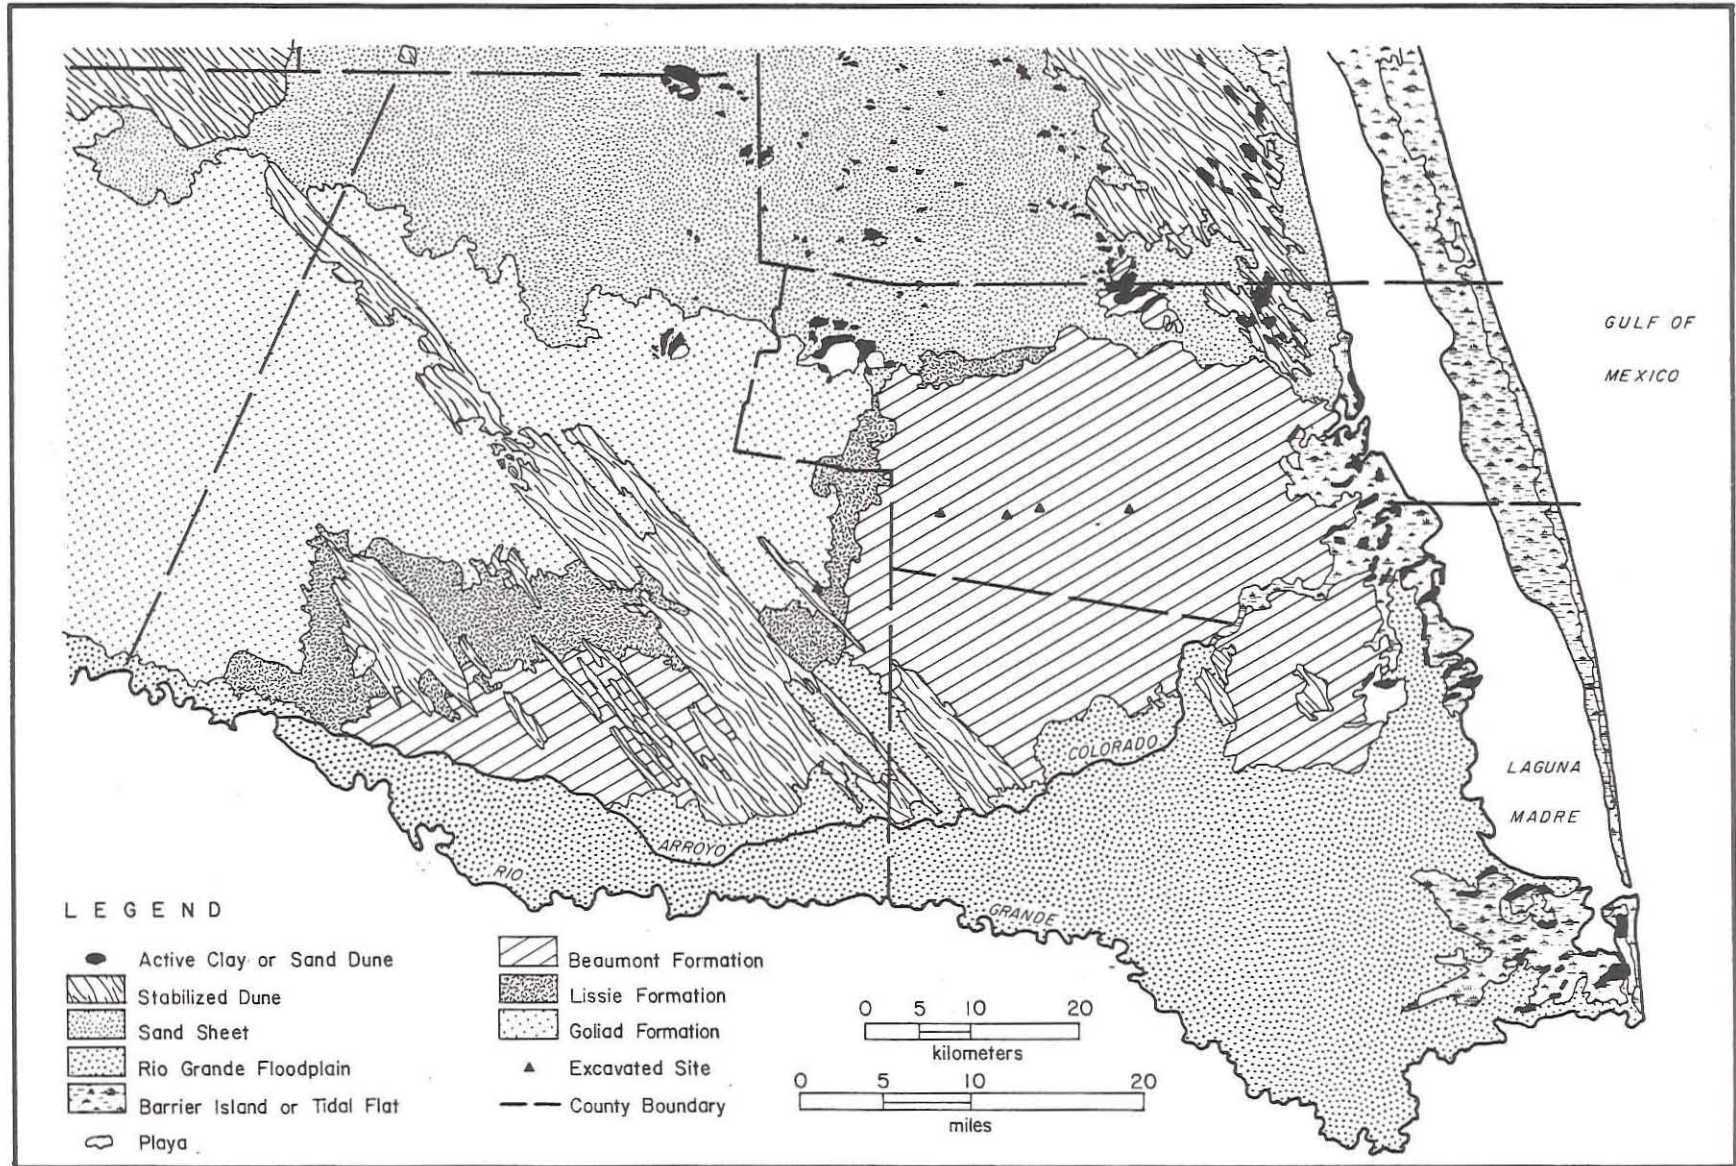 GULF OF
MEXICO
COLORADO
LAGUNA
MADRE
ARROYO
RIO
GRANDE
LEGEND
Active Clay or Sand Dune
Stabilized Dune
Sand Sheet
Rio Grande Floodplain
Barrier Island or Tidal Flat
Playa
Beaumont Formation
Lissie Formation
Goliad Formation
Excavated Site
County Boundary
0 5 10 20
kilometers
0 5 10 20
miles